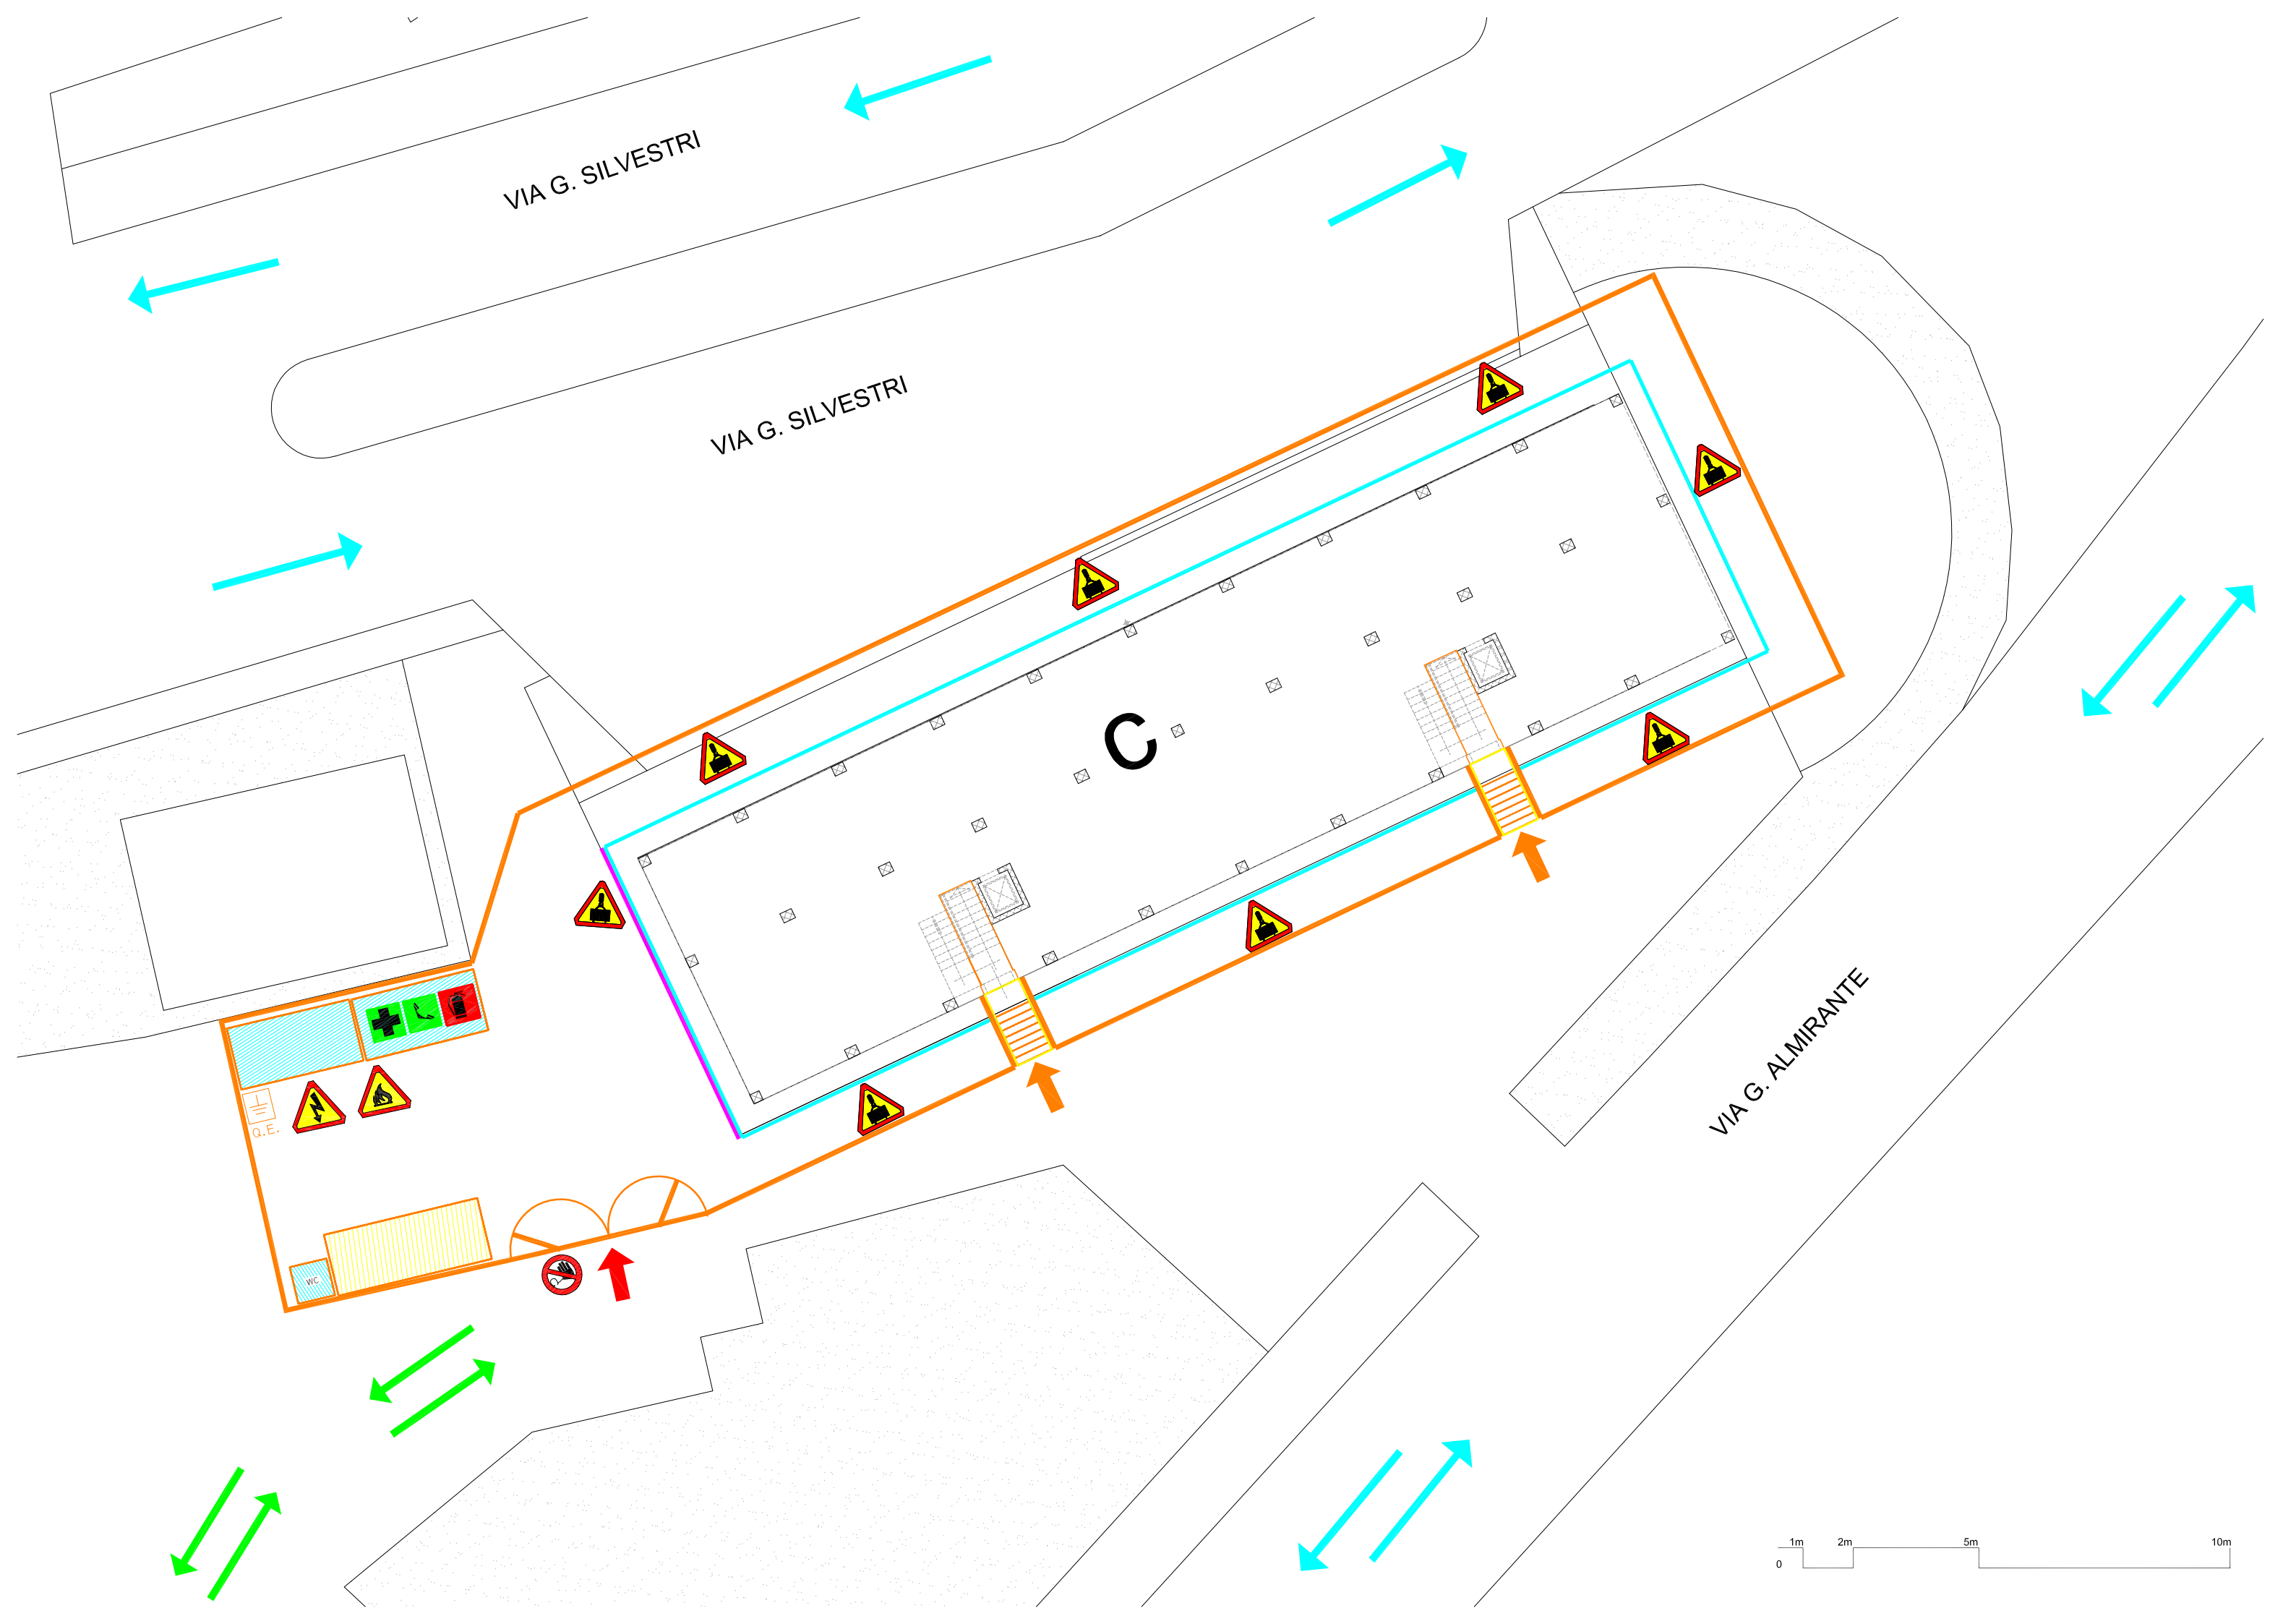 VIA G. SILVESTRI
VIA G. SILVESTRI
C
Q.E.
WC
VIA G. ALMIRANTE
1m 2m 5m 10m
0